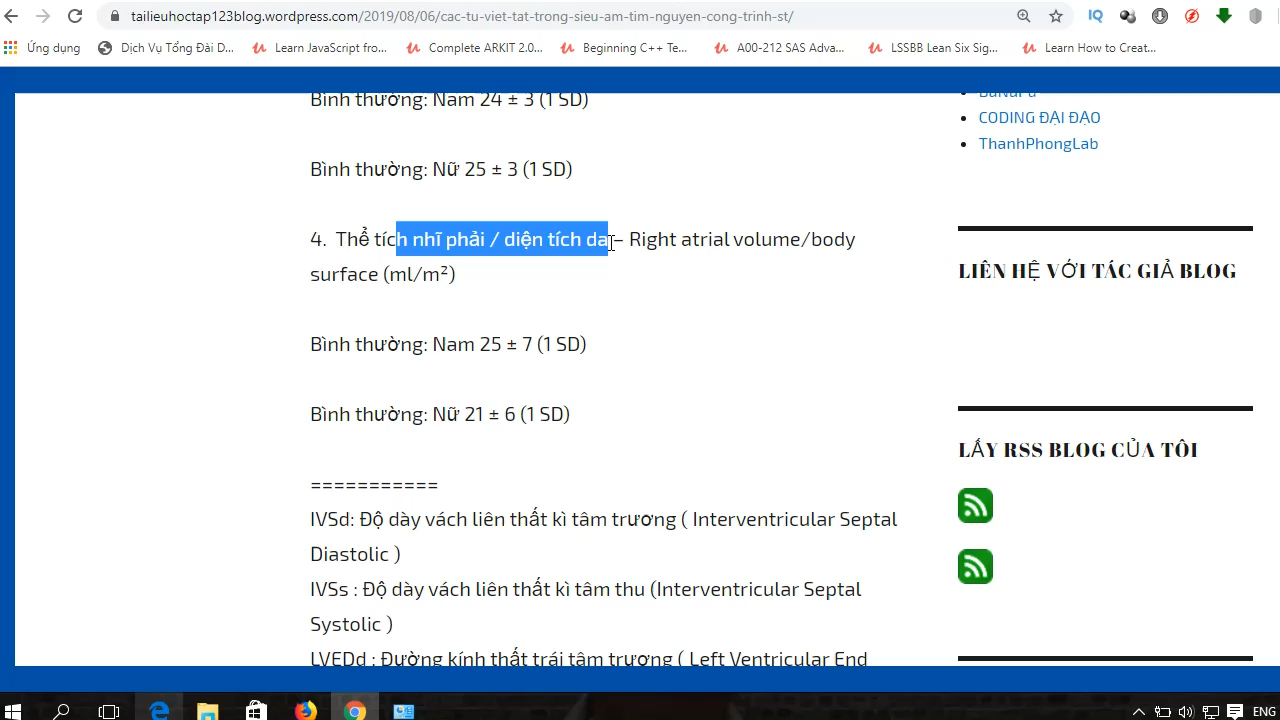 tailieuhoctap123blog.wordpress.com/2019/08/06/cac-tu-viet-tat-trong-sieu-am-tim-nguyen-cong-trinh-st/
Ứng dụng
Dịch Vụ Tổng Đài D...
Learn JavaScript fro...
Complete ARKIT 2.0...
Beginning C++ Te...
A00-212 SAS Adva...
LSSBB Lean Six Sig...
Learn How to Creat...
Bình thường: Nam 24 ± 3 (1 SD)
Bình thường: Nữ 25 ± 3 (1 SD)
4. Thể tích nhĩ phải / diện tích da – Right atrial volume/body
surface (ml/m²)
Bình thường: Nam 25 ± 7 (1 SD)
Bình thường: Nữ 21 ± 6 (1 SD)
===========
IVSd: Độ dày vách liên thất kì tâm trương ( Interventricular Septal
Diastolic )
IVSs : Độ dày vách liên thất kì tâm thu (Interventricular Septal
Systolic )
LVEDd : Đường kính thất trái tâm trương ( Left Ventricular End
CODING ĐẠI ĐẠO
ThanhPhongLab
LIÊN HỆ VỚI TÁC GIẢ BLOG
LẤY RSS BLOG CỦA TÔI
ENG